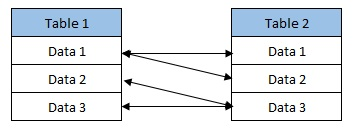 Table 1
Data 1
Data 2
Data 3
Table 2
Data 1
Data 2
Data 3